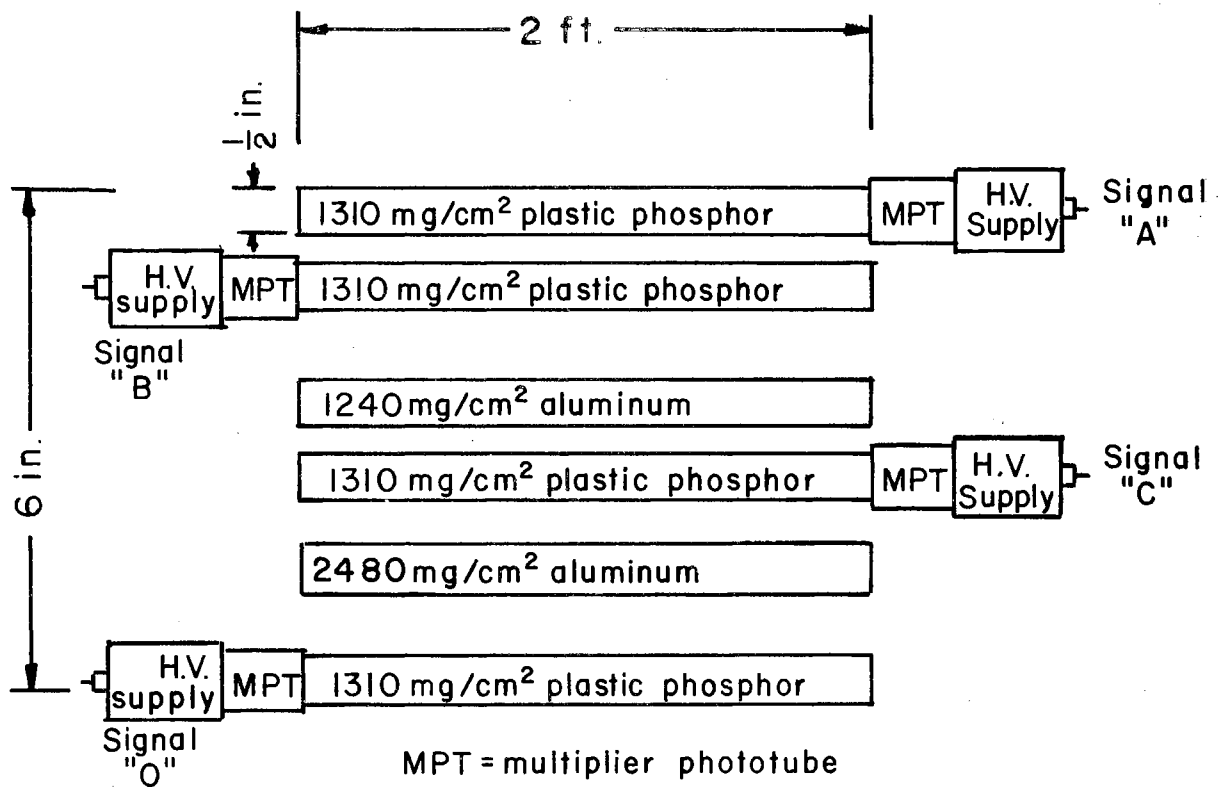 2 ft.
1/2 in.
1310 mg/cm² plastic phosphor
MPT
H.V.
Supply
Signal
"A"
H.V.
supply
MPT
1310 mg/cm² plastic phosphor
Signal
"B"
1240 mg/cm² aluminum
6 in.
1310 mg/cm² plastic phosphor
MPT
H.V.
Supply
Signal
"C"
2480 mg/cm² aluminum
H.V.
supply
MPT
1310 mg/cm² plastic phosphor
Signal
"O"
MPT = multiplier phototube